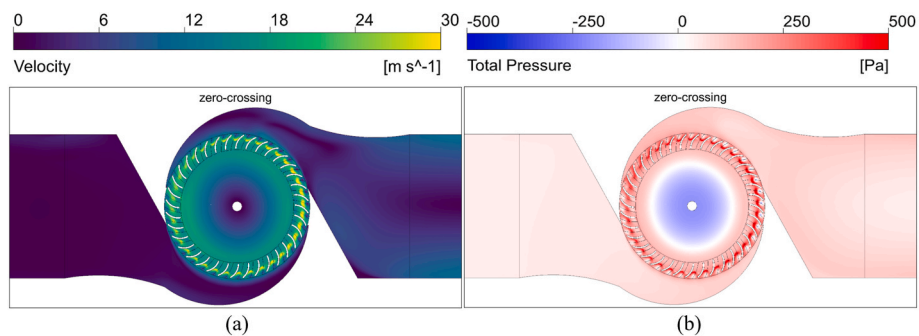 0 6 12 18 24 30
Velocity [m s^-1]
-500 -250 0 250 500
Total Pressure [Pa]
zero-crossing
zero-crossing
(a)
(b)